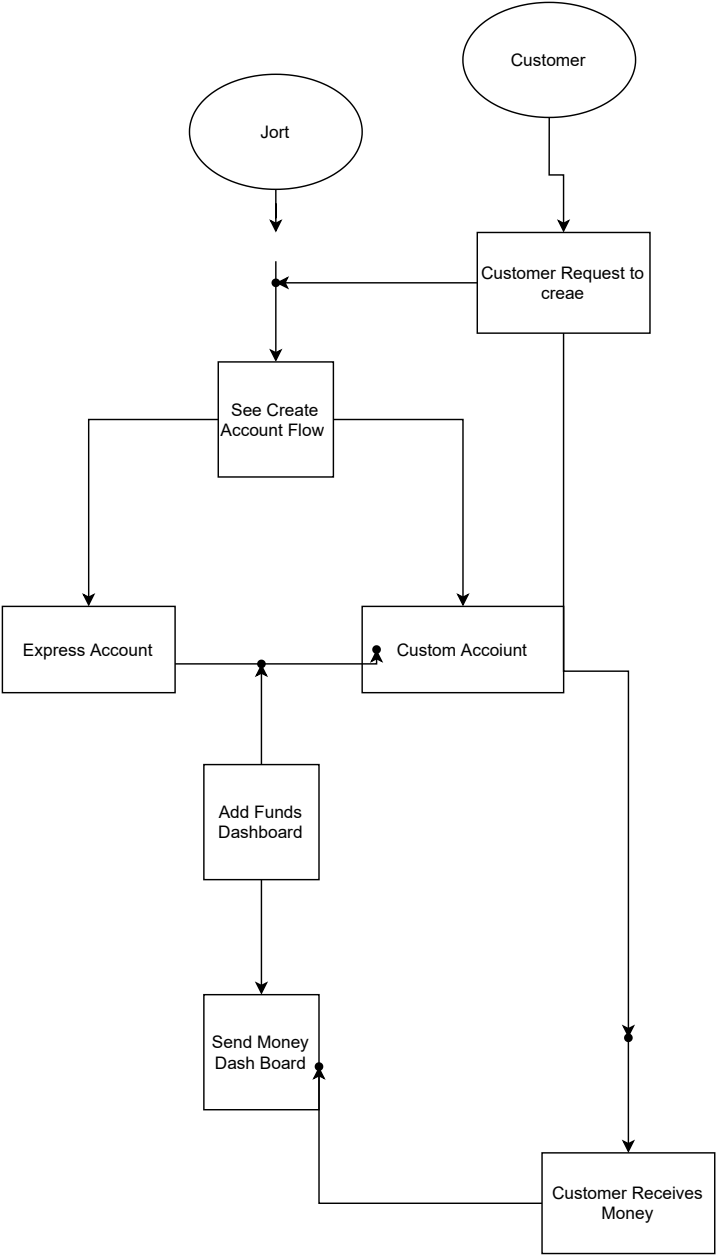 Customer
Jort
Customer Request to
creae
See Create
Account Flow
Express Account
Custom Accoiunt
Add Funds
Dashboard
Send Money
Dash Board
Customer Receives
Money